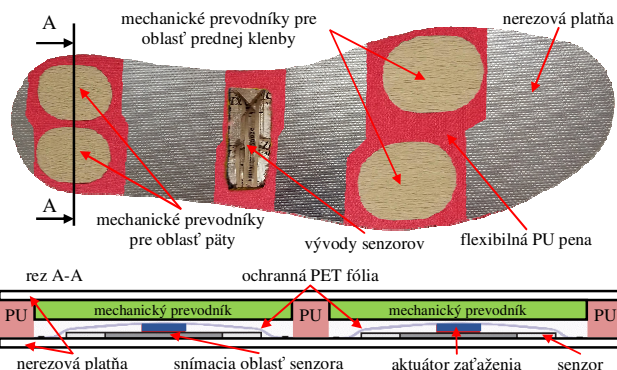 A
mechanické prevodníky pre
oblasť prednej klenby
nerezová platňa
A
mechanické prevodníky
pre oblasť päty
vývody senzorov
flexibilná PU pena
rez A-A
ochranná PET fólia
PU
mechanický prevodník
PU
mechanický prevodník
PU
nerezová platňa
snímacia oblasť senzora
aktuátor zaťaženia
senzor